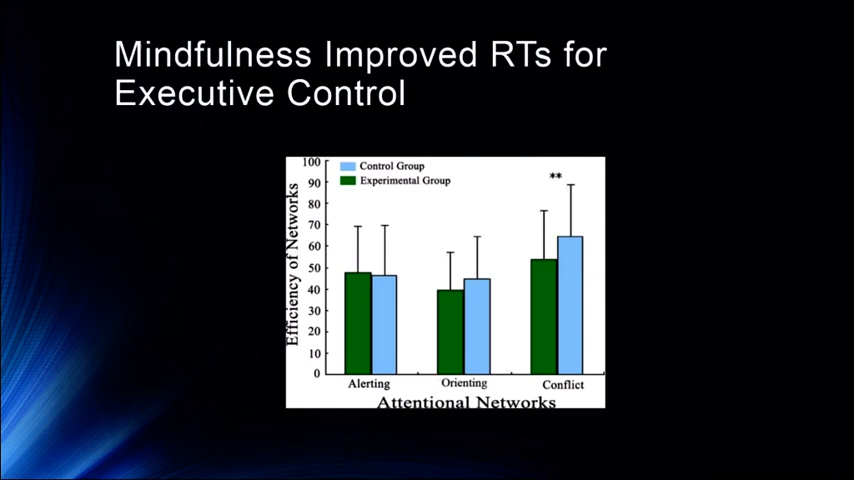 Mindfulness Improved RTs for
Executive Control
Control Group
Experimental Group
**
Efficiency of Networks
100
90
80
70
60
50
40
30
20
10
0
Alerting
Orienting
Conflict
Attentional Networks